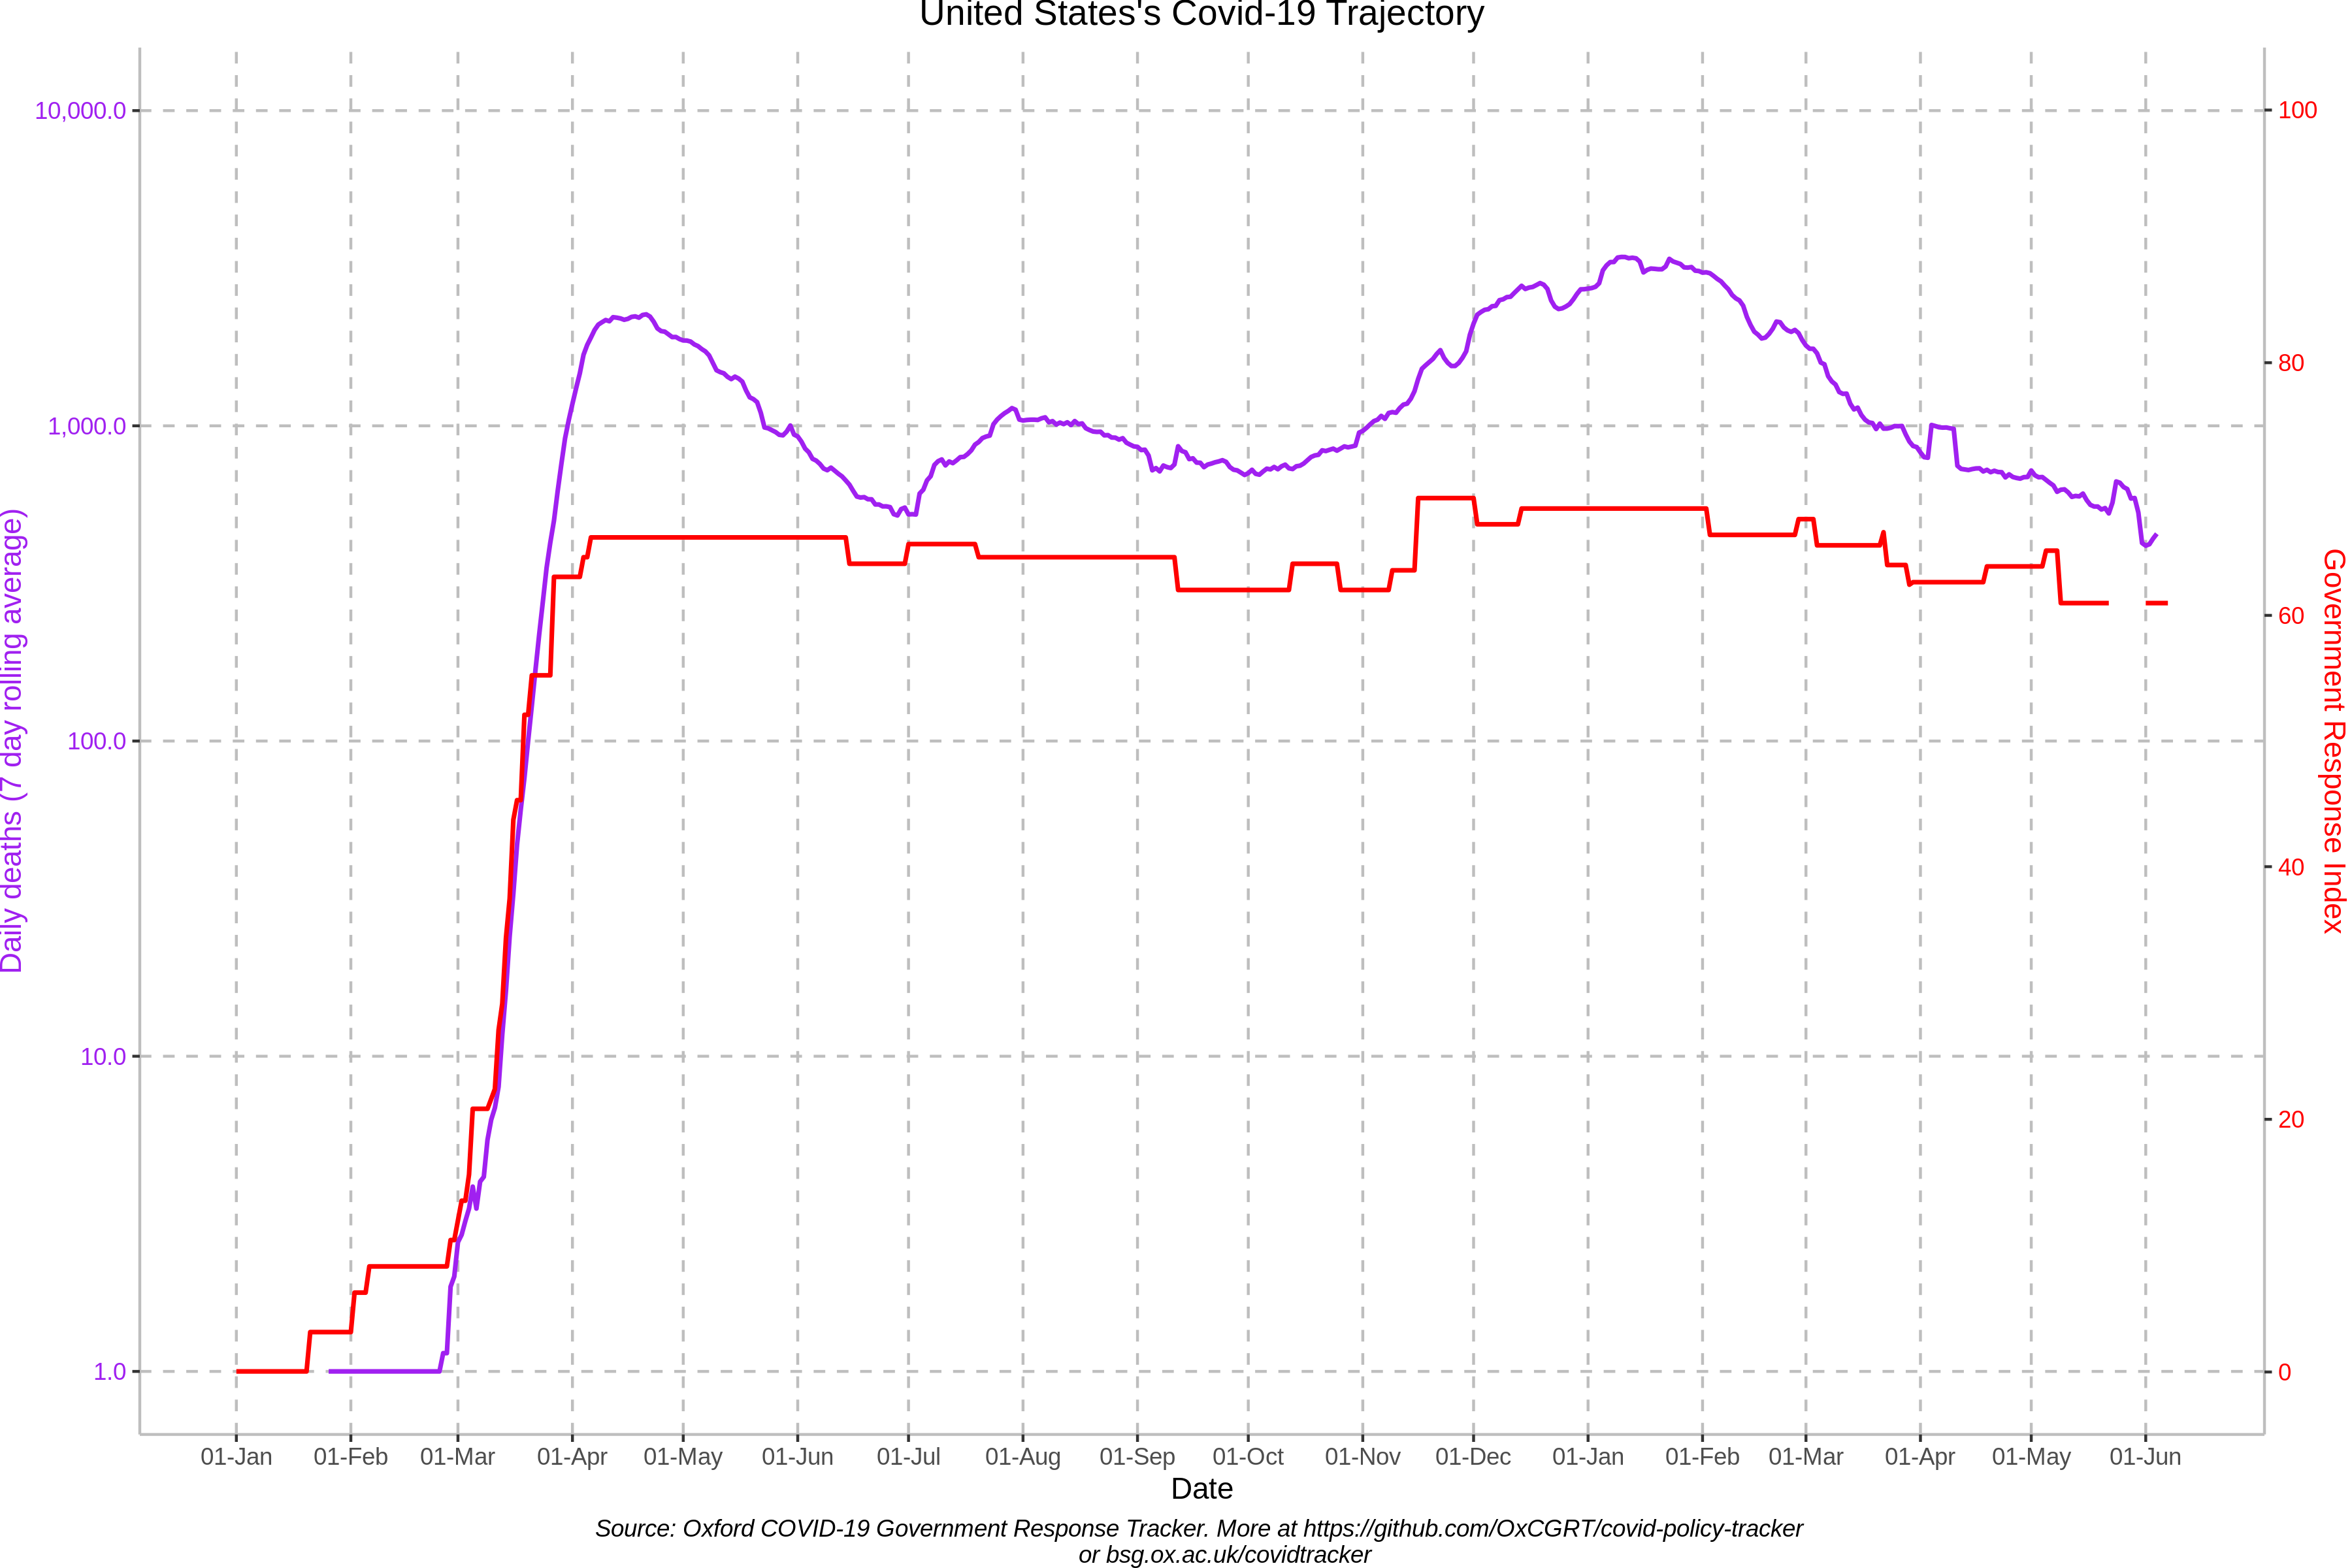 United States's Covid-19 Trajectory
10,000.0
1,000.0
100.0
10.0
1.0
Daily deaths (7 day rolling average)
100
80
60
40
20
0
Government Response Index
01-Jan 01-Feb 01-Mar 01-Apr 01-May 01-Jun 01-Jul 01-Aug 01-Sep 01-Oct 01-Nov 01-Dec 01-Jan 01-Feb 01-Mar 01-Apr 01-May 01-Jun
Date
Source: Oxford COVID-19 Government Response Tracker. More at https://github.com/OxCGRT/covid-policy-tracker
or bsg.ox.ac.uk/covidtracker